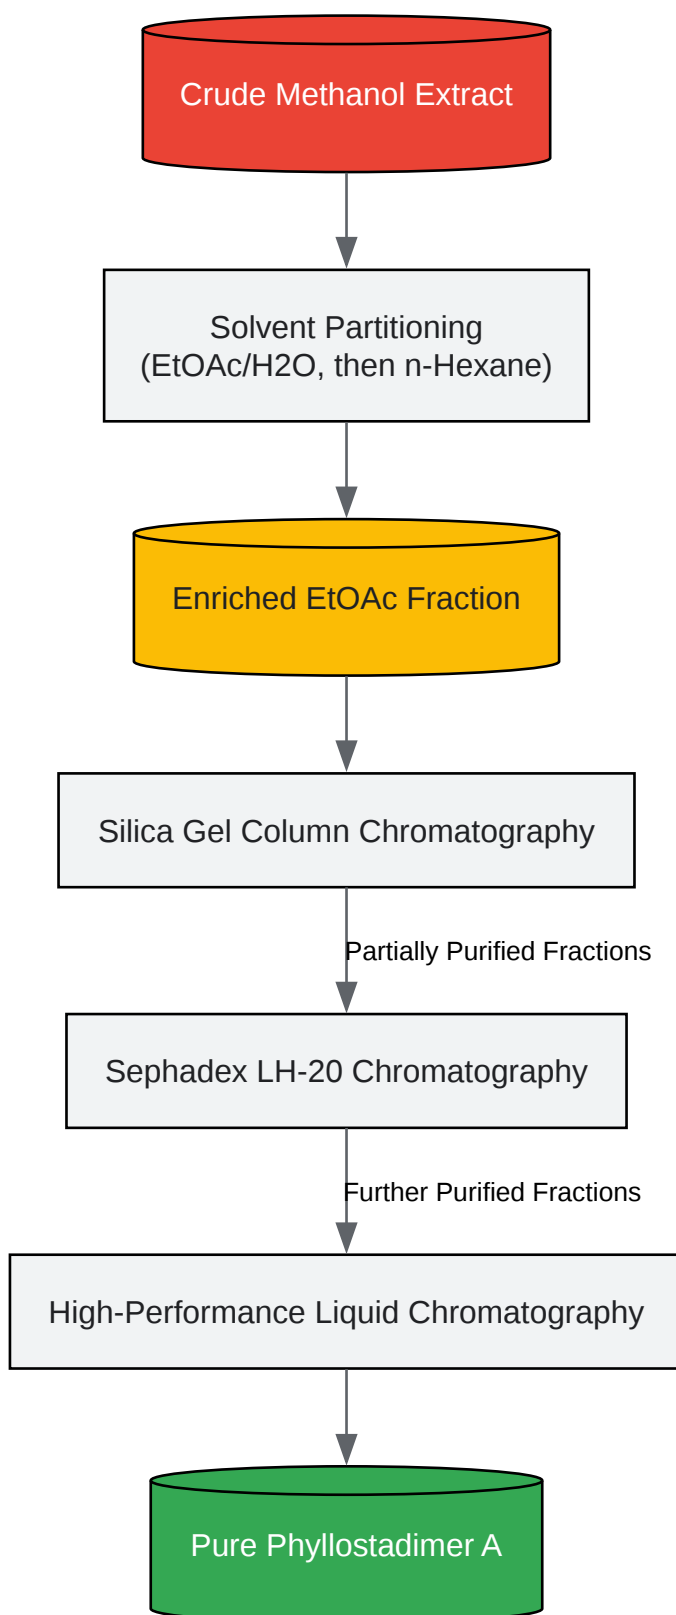 Crude Methanol Extract
Solvent Partitioning
(EtOAc/H2O, then n-Hexane)
Enriched EtOAc Fraction
Silica Gel Column Chromatography
Partially Purified Fractions
Sephadex LH-20 Chromatography
Further Purified Fractions
High-Performance Liquid Chromatography
Pure Phyllostadimer A